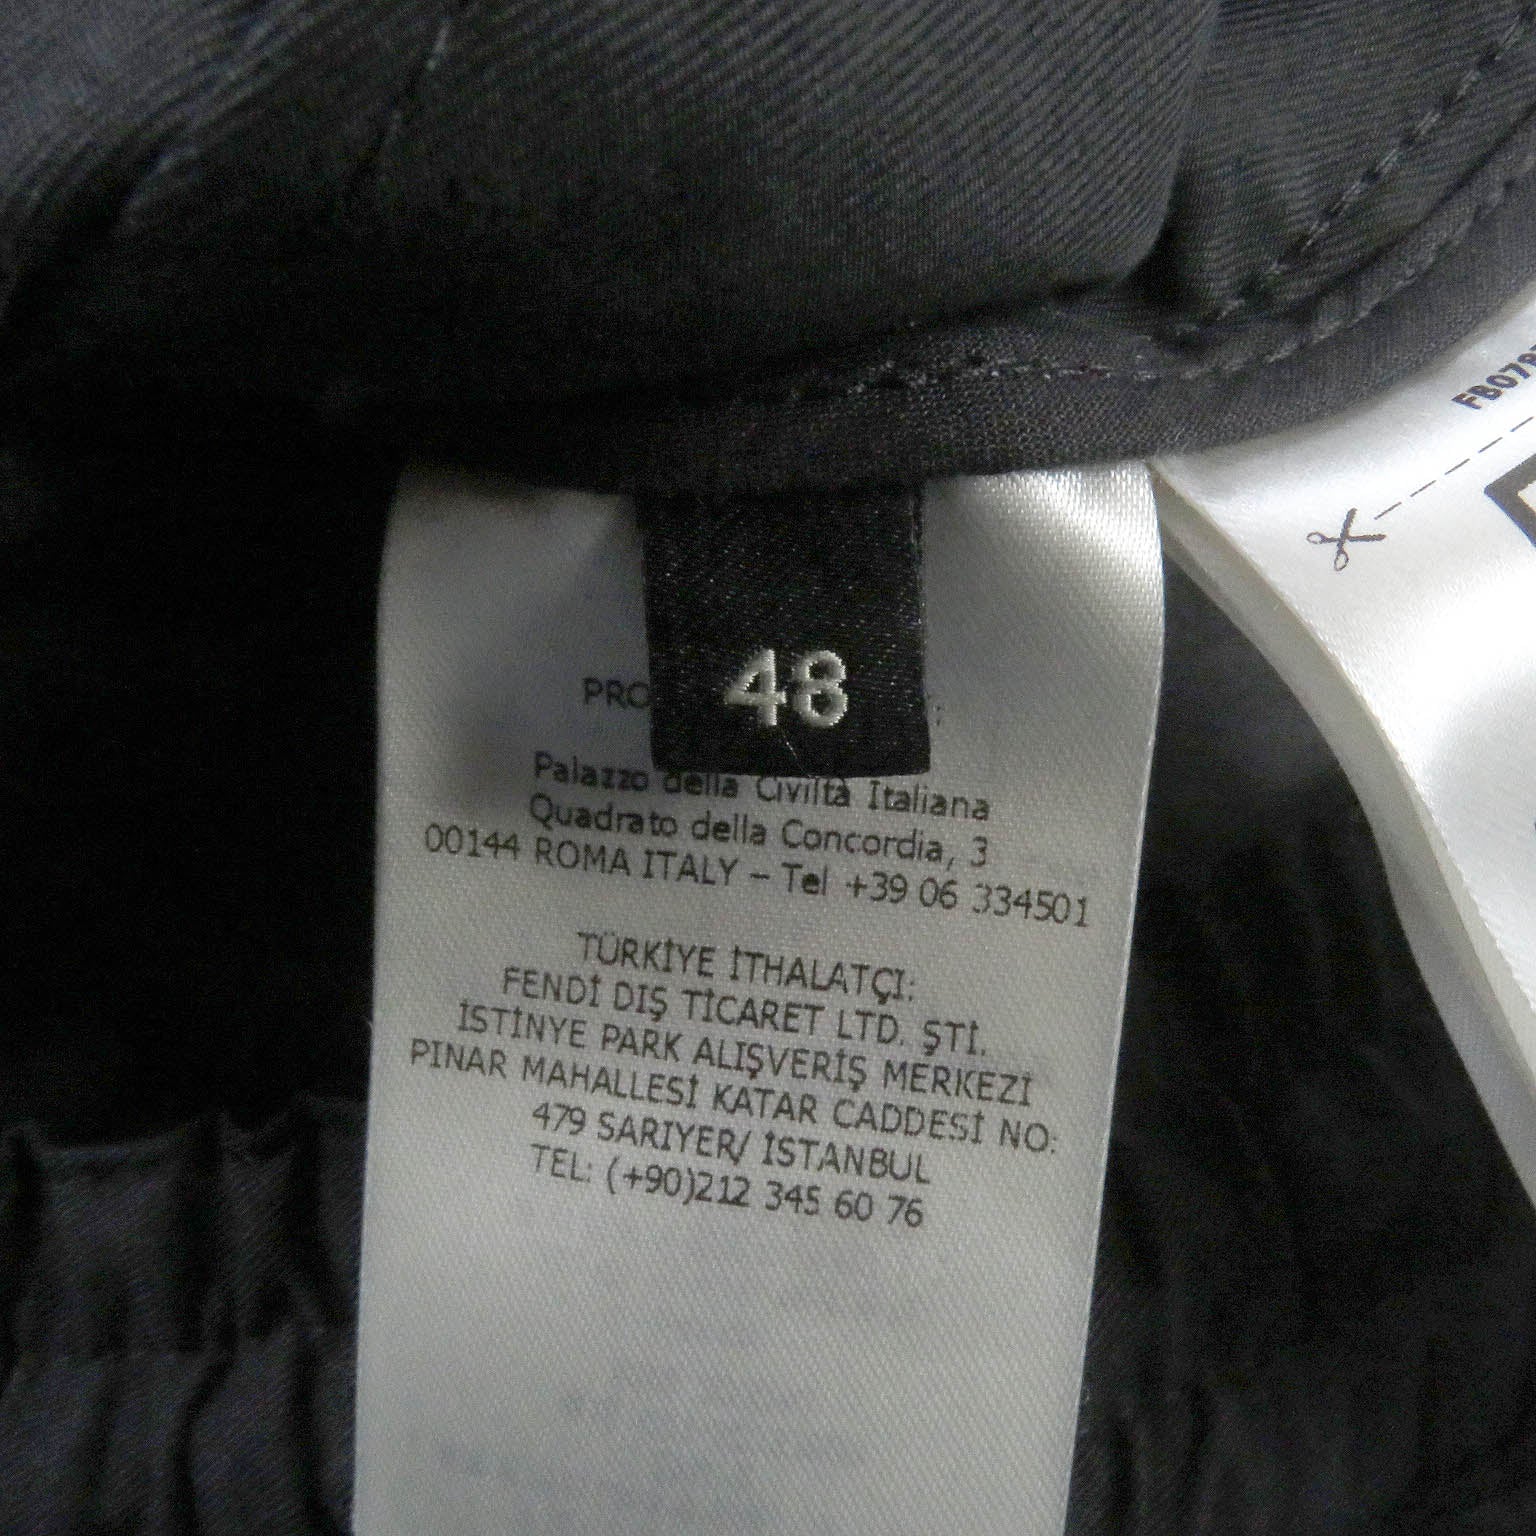 48
Palazzo della Civiltà Italiana
Quadrato della Concordia, 3
00144 ROMA ITALY – Tel +39 06 334501
TÜRKİYE İTHALATÇI:
FENDİ DIŞ TİCARET LTD. ŞTİ.
İSTİNYE PARK ALIŞVERİŞ MERKEZİ
PINAR MAHALLESİ KATAR CADDESİ NO:
479 SARIYER/ İSTANBUL
TEL: (+90)212 345 60 76